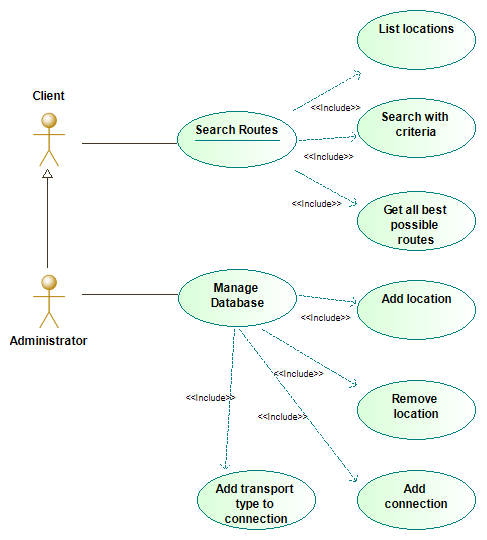 List locations
Client
<<Include>>
Search Routes
Search with
criteria
<<Include>>
<<Include>>
Get all best
possible
routes
Administrator
Manage
Database
Add location
<<Include>>
<<Include>>
<<Include>>
Remove
location
<<Include>>
Add transport
type to
connection
Add
connection